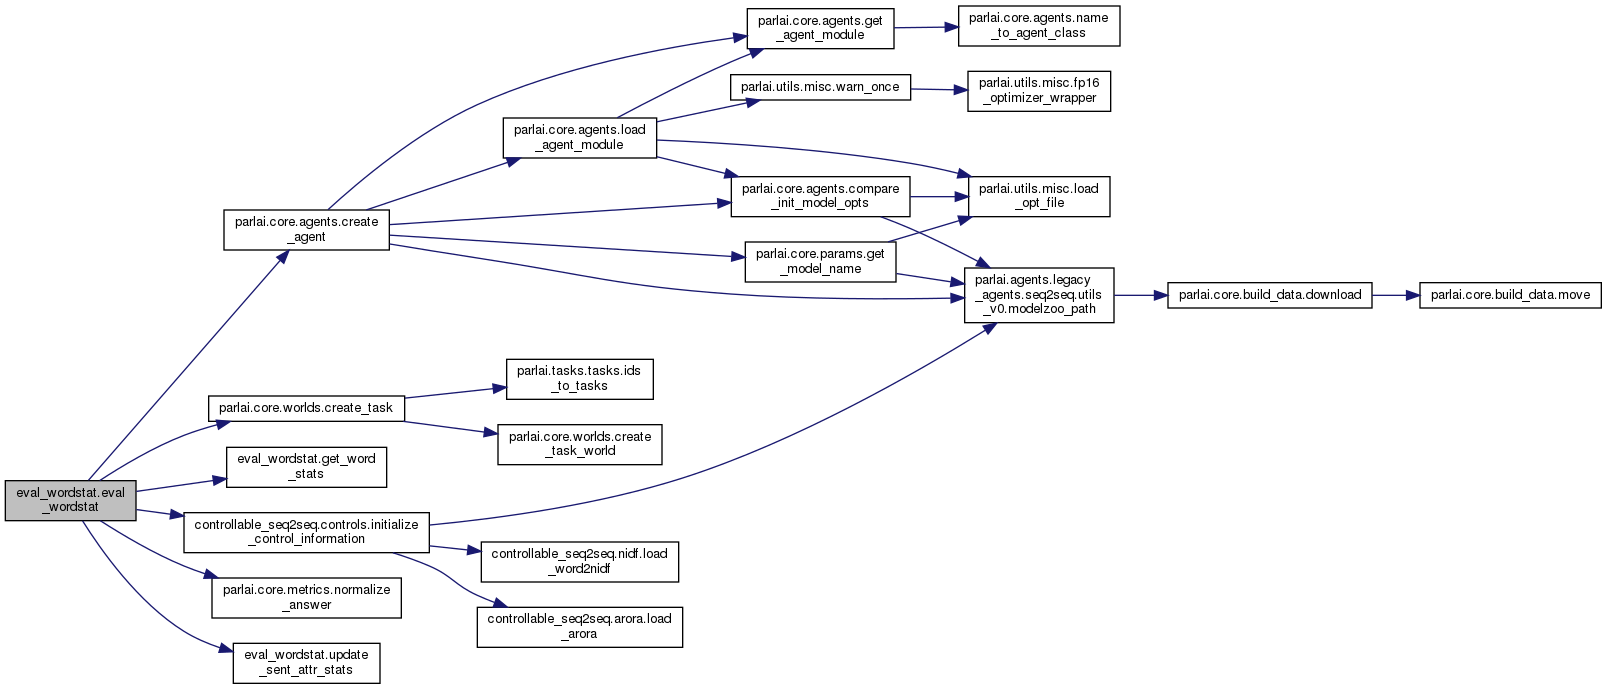 parlai.core.agents.get
_agent_module
parlai.core.agents.name
_to_agent_class
parlai.utils.misc.warn_once
parlai.utils.misc.fp16
_optimizer_wrapper
parlai.core.agents.load
_agent_module
parlai.core.agents.compare
_init_model_opts
parlai.utils.misc.load
_opt_file
parlai.core.agents.create
_agent
parlai.core.params.get
_model_name
parlai.agents.legacy
_agents.seq2seq.utils
_v0.modelzoo_path
parlai.core.build_data.download
parlai.core.build_data.move
parlai.tasks.tasks.ids
_to_tasks
parlai.core.worlds.create_task
parlai.core.worlds.create
_task_world
eval_wordstat.get_word
_stats
eval_wordstat.eval
_wordstat
controllable_seq2seq.controls.initialize
_control_information
controllable_seq2seq.nidf.load
_word2nidf
parlai.core.metrics.normalize
_answer
controllable_seq2seq.arora.load
_arora
eval_wordstat.update
_sent_attr_stats